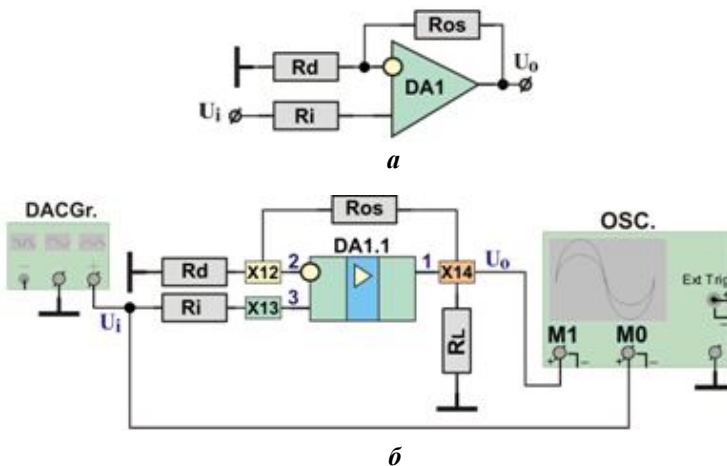 Ros
Rd
DA1
Uo
Ui
Ri
а
DACGr.
Ros
OSC.
DA1.1
Rd
X12
2
1
X14
Uo
Ext Trig
Ui
Ri
X13
3
RL
M1
M0
+
–
+
–
б